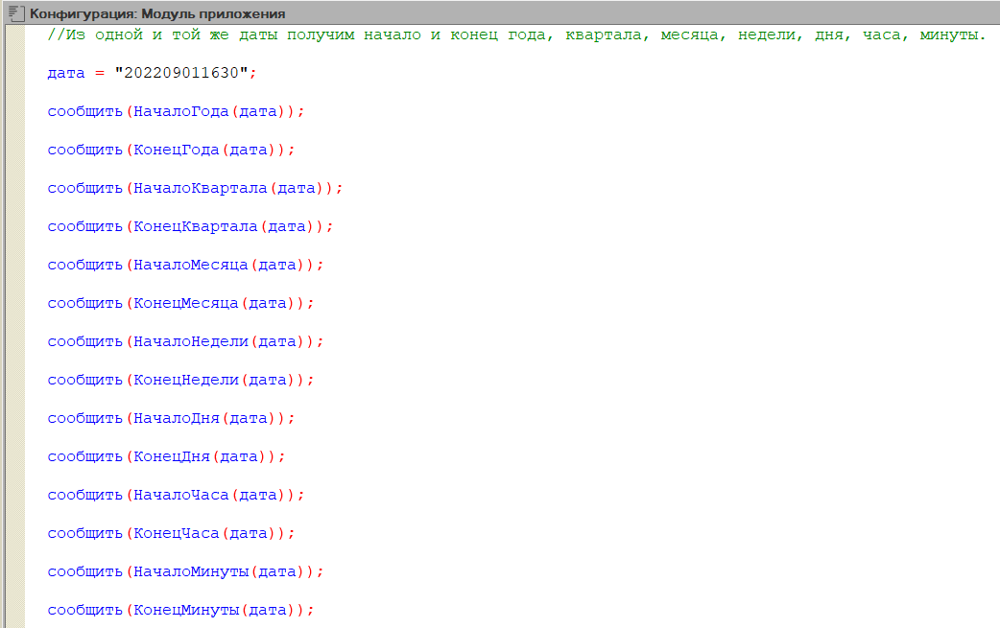 Конфигурация: Модуль приложения
//Из одной и той же даты получим начало и конец года, квартала, месяца, недели, дня, часа, минуты.
дата = "202209011630";
сообщить(НачалоГода(дата));
сообщить(КонецГода(дата));
сообщить(НачалоКвартала(дата));
сообщить(КонецКвартала(дата));
сообщить(НачалоМесяца(дата));
сообщить(КонецМесяца(дата));
сообщить(НачалоНедели(дата));
сообщить(КонецНедели(дата));
сообщить(НачалоДня(дата));
сообщить(КонецДня(дата));
сообщить(НачалоЧаса(дата));
сообщить(КонецЧаса(дата));
сообщить(НачалоМинуты(дата));
сообщить(КонецМинуты(дата));